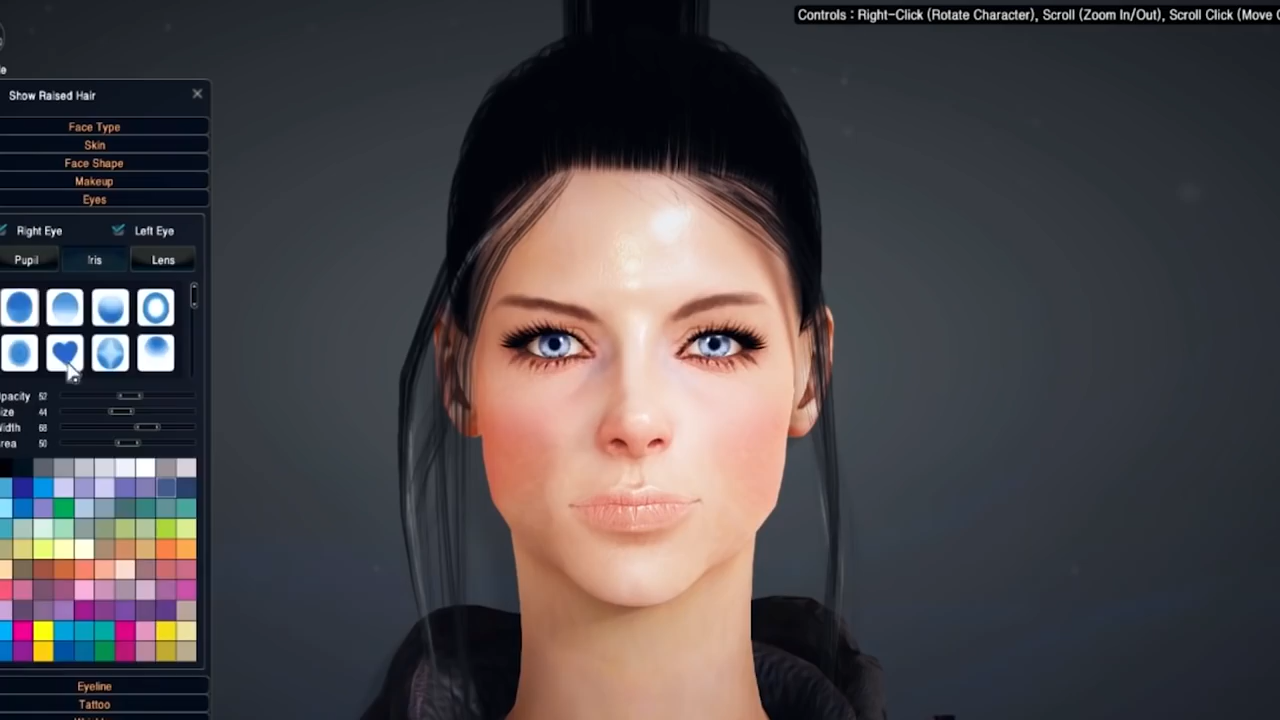 Controls : Right-Click (Rotate Character), Scroll (Zoom In/Out), Scroll Click (Move
Show Raised Hair
Face Type
Skin
Face Shape
Makeup
Eyes
Right Eye Left Eye
Pupil Iris Lens
pacity 52
ize 44
idth 68
rea 50
Eyeline
Tattoo